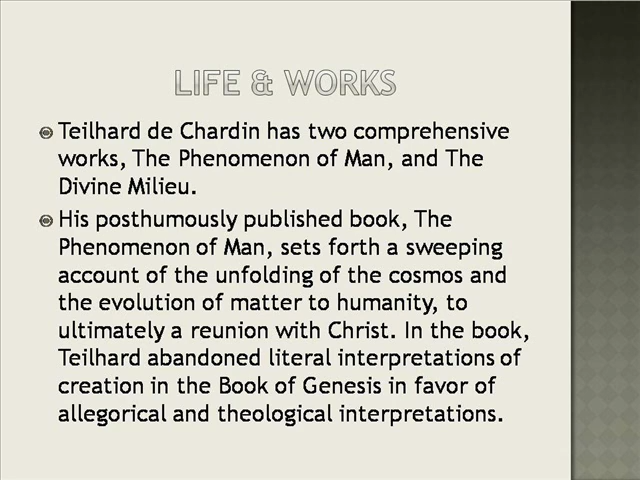 LIFE & WORKS
Teilhard de Chardin has two comprehensive
works, The Phenomenon of Man, and The
Divine Milieu.
His posthumously published book, The
Phenomenon of Man, sets forth a sweeping
account of the unfolding of the cosmos and
the evolution of matter to humanity, to
ultimately a reunion with Christ. In the book,
Teilhard abandoned literal interpretations of
creation in the Book of Genesis in favor of
allegorical and theological interpretations.